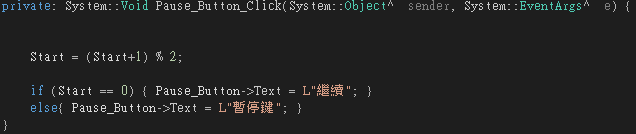 private: System::Void Pause_Button_Click(System::Object^  sender, System::EventArgs^  e) {
Start = (Start+1) % 2;
if (Start == 0) { Pause_Button->Text = L"繼續"; }
else{ Pause_Button->Text = L"暫停鍵"; }
}